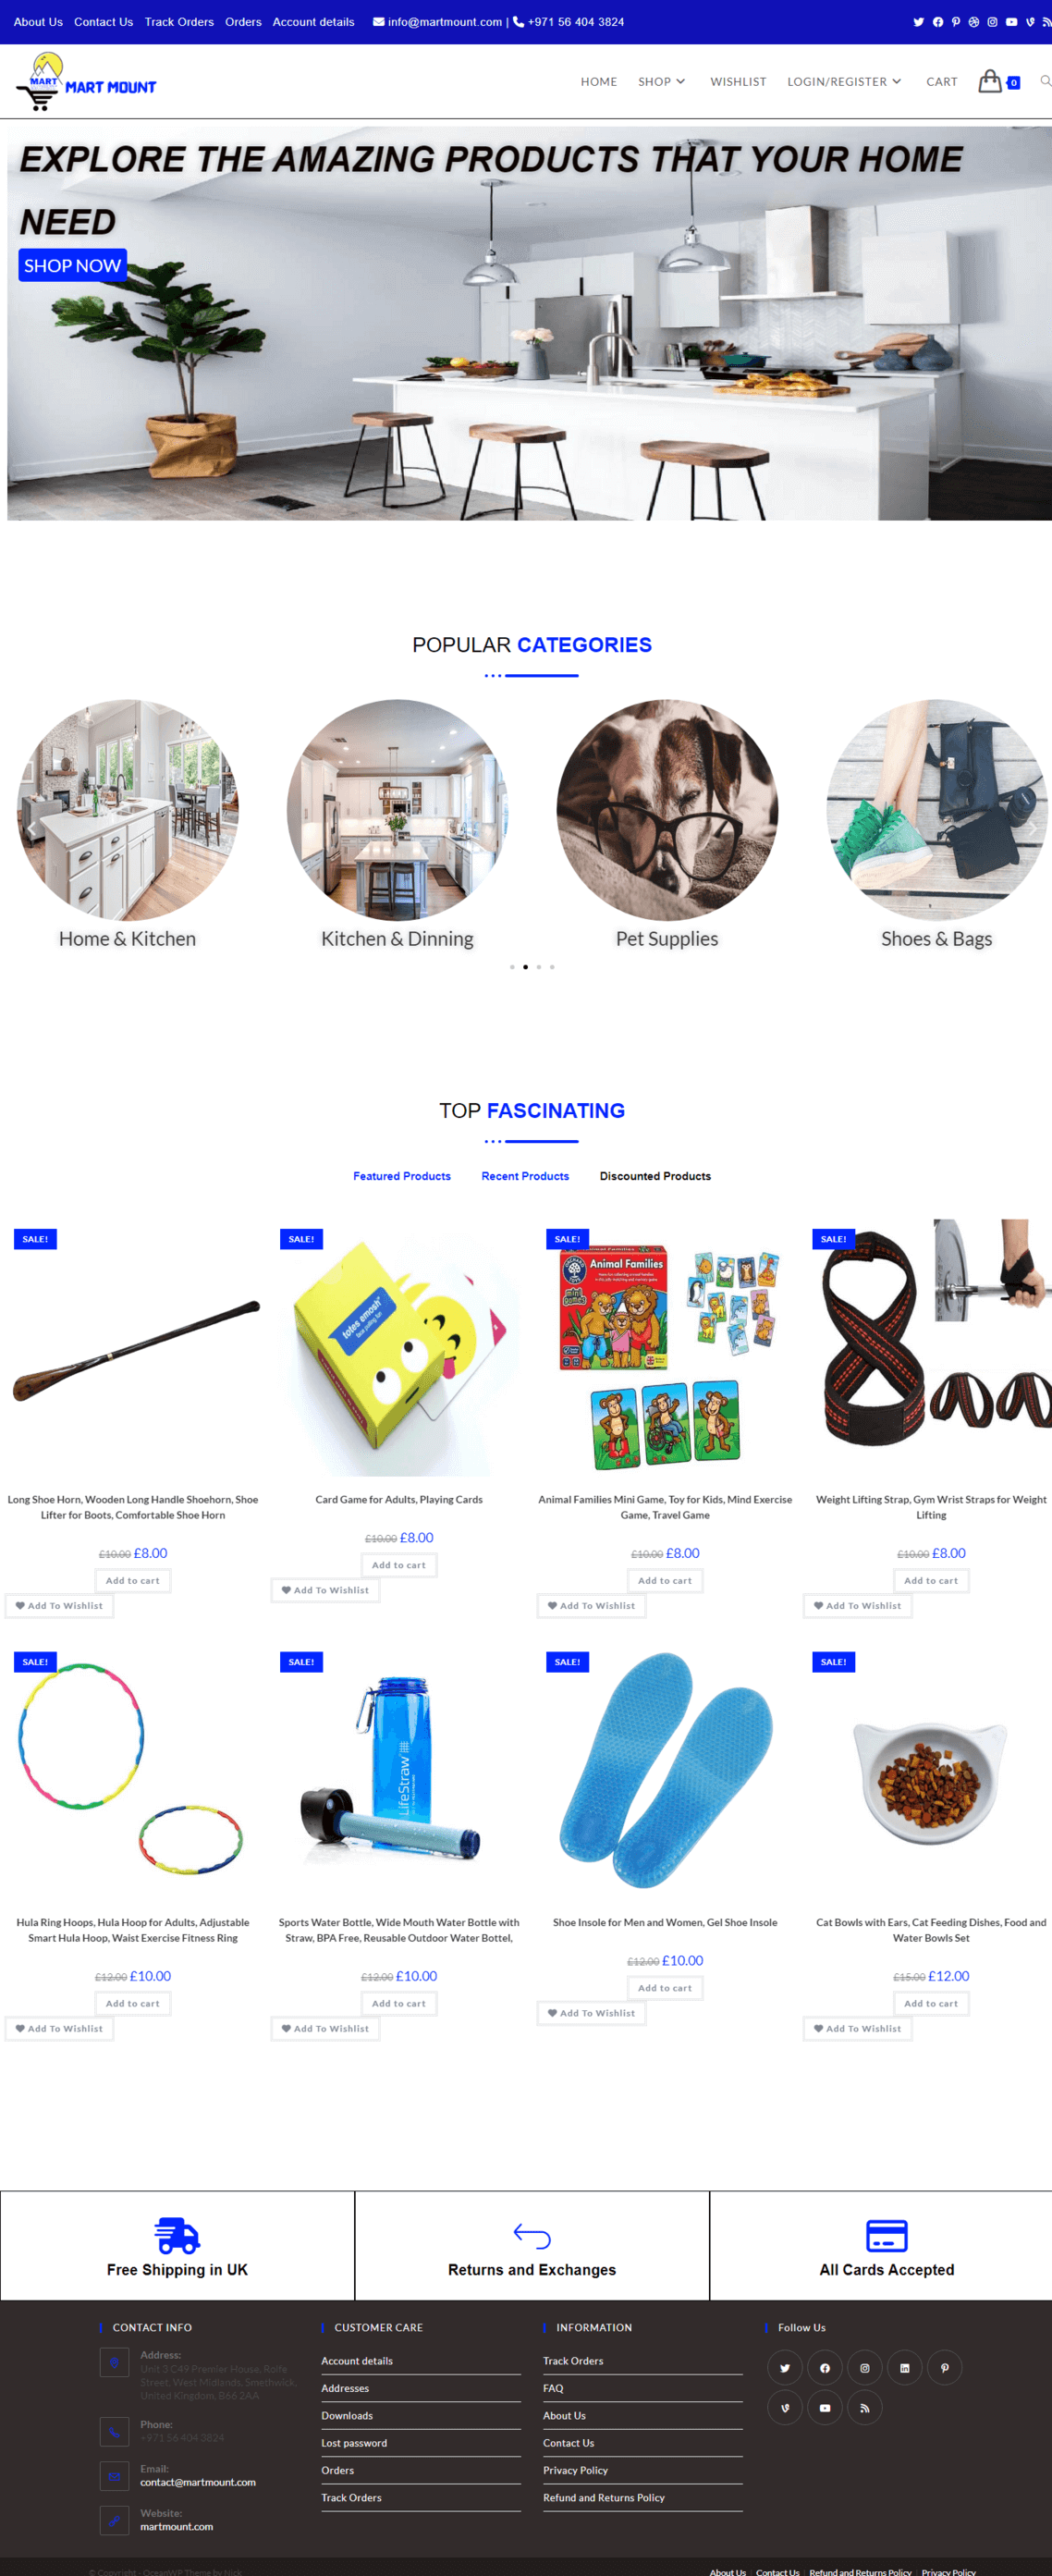 About Us Contact Us Track Orders Orders Account details info@martmount.com | +971 56 404 3824
MART MART MOUNT
HOME SHOP WISHLIST LOGIN/REGISTER CART 0
EXPLORE THE AMAZING PRODUCTS THAT YOUR HOME
NEED
SHOP NOW
POPULAR CATEGORIES
Home & Kitchen Kitchen & Dinning Pet Supplies Shoes & Bags
TOP FASCINATING
Featured Products Recent Products Discounted Products
SALE! SALE! SALE! SALE!
totes emosh
Animal Families
Long Shoe Horn, Wooden Long Handle Shoehorn, Shoe
Lifter for Boots, Comfortable Shoe Horn
£10.00 £8.00
Add to cart
Add To Wishlist
Card Game for Adults, Playing Cards
£10.00 £8.00
Add to cart
Add To Wishlist
Animal Families Mini Game, Toy for Kids, Mind Exercise
Game, Travel Game
£10.00 £8.00
Add to cart
Add To Wishlist
Weight Lifting Strap, Gym Wrist Straps for Weight
Lifting
£10.00 £8.00
Add to cart
Add To Wishlist
SALE! SALE! SALE! SALE!
LifeStraw
Hula Ring Hoops, Hula Hoop for Adults, Adjustable
Smart Hula Hoop, Waist Exercise Fitness Ring
£12.00 £10.00
Add to cart
Add To Wishlist
Sports Water Bottle, Wide Mouth Water Bottle with
Straw, BPA Free, Reusable Outdoor Water Bottel,
£12.00 £10.00
Add to cart
Add To Wishlist
Shoe Insole for Men and Women, Gel Shoe Insole
£12.00 £10.00
Add to cart
Add To Wishlist
Cat Bowls with Ears, Cat Feeding Dishes, Food and
Water Bowls Set
£15.00 £12.00
Add to cart
Add To Wishlist
Free Shipping in UK
Returns and Exchanges
All Cards Accepted
CONTACT INFO
Address:
Unit 3 C49 Premier House, Rolfe
Street, West Midlands, Smethwick,
United Kingdom, B66 2AA
Phone:
+971 56 404 3824
Email:
contact@martmount.com
Website:
martmount.com
CUSTOMER CARE
Account details
Addresses
Downloads
Lost password
Orders
Track Orders
INFORMATION
Track Orders
FAQ
About Us
Contact Us
Privacy Policy
Refund and Returns Policy
Follow Us
© Copyright - OceanWP Theme by Nick
About Us Contact Us Refund and Returns Policy Privacy Policy